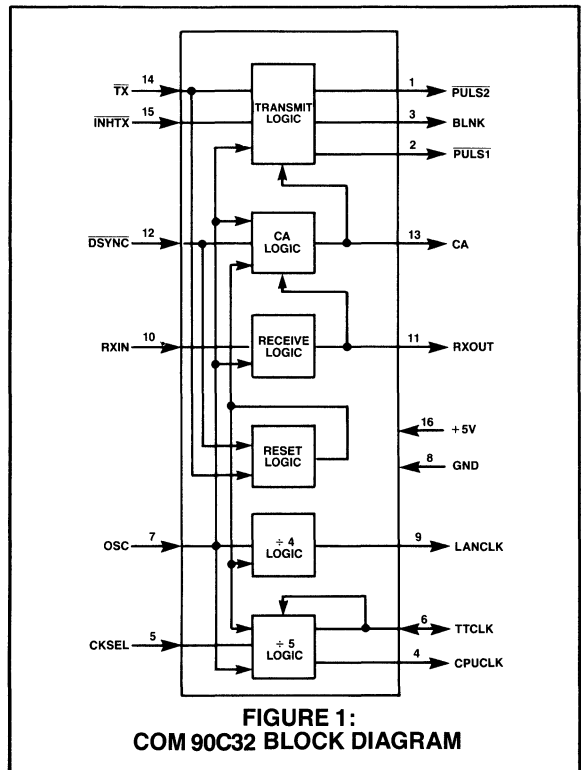 TX 14 TRANSMIT LOGIC 1 PULS2
INHTX 15 3 BLNK
2 PULS1
DSYNC 12 CA LOGIC 13 CA
RXIN 10 RECEIVE LOGIC 11 RXOUT
16 +5V
RESET LOGIC 8 GND
OSC 7 ÷ 4 LOGIC 9 LANCLK
CKSEL 5 ÷ 5 LOGIC 6 TTCLK
4 CPUCLK
FIGURE 1:
COM 90C32 BLOCK DIAGRAM